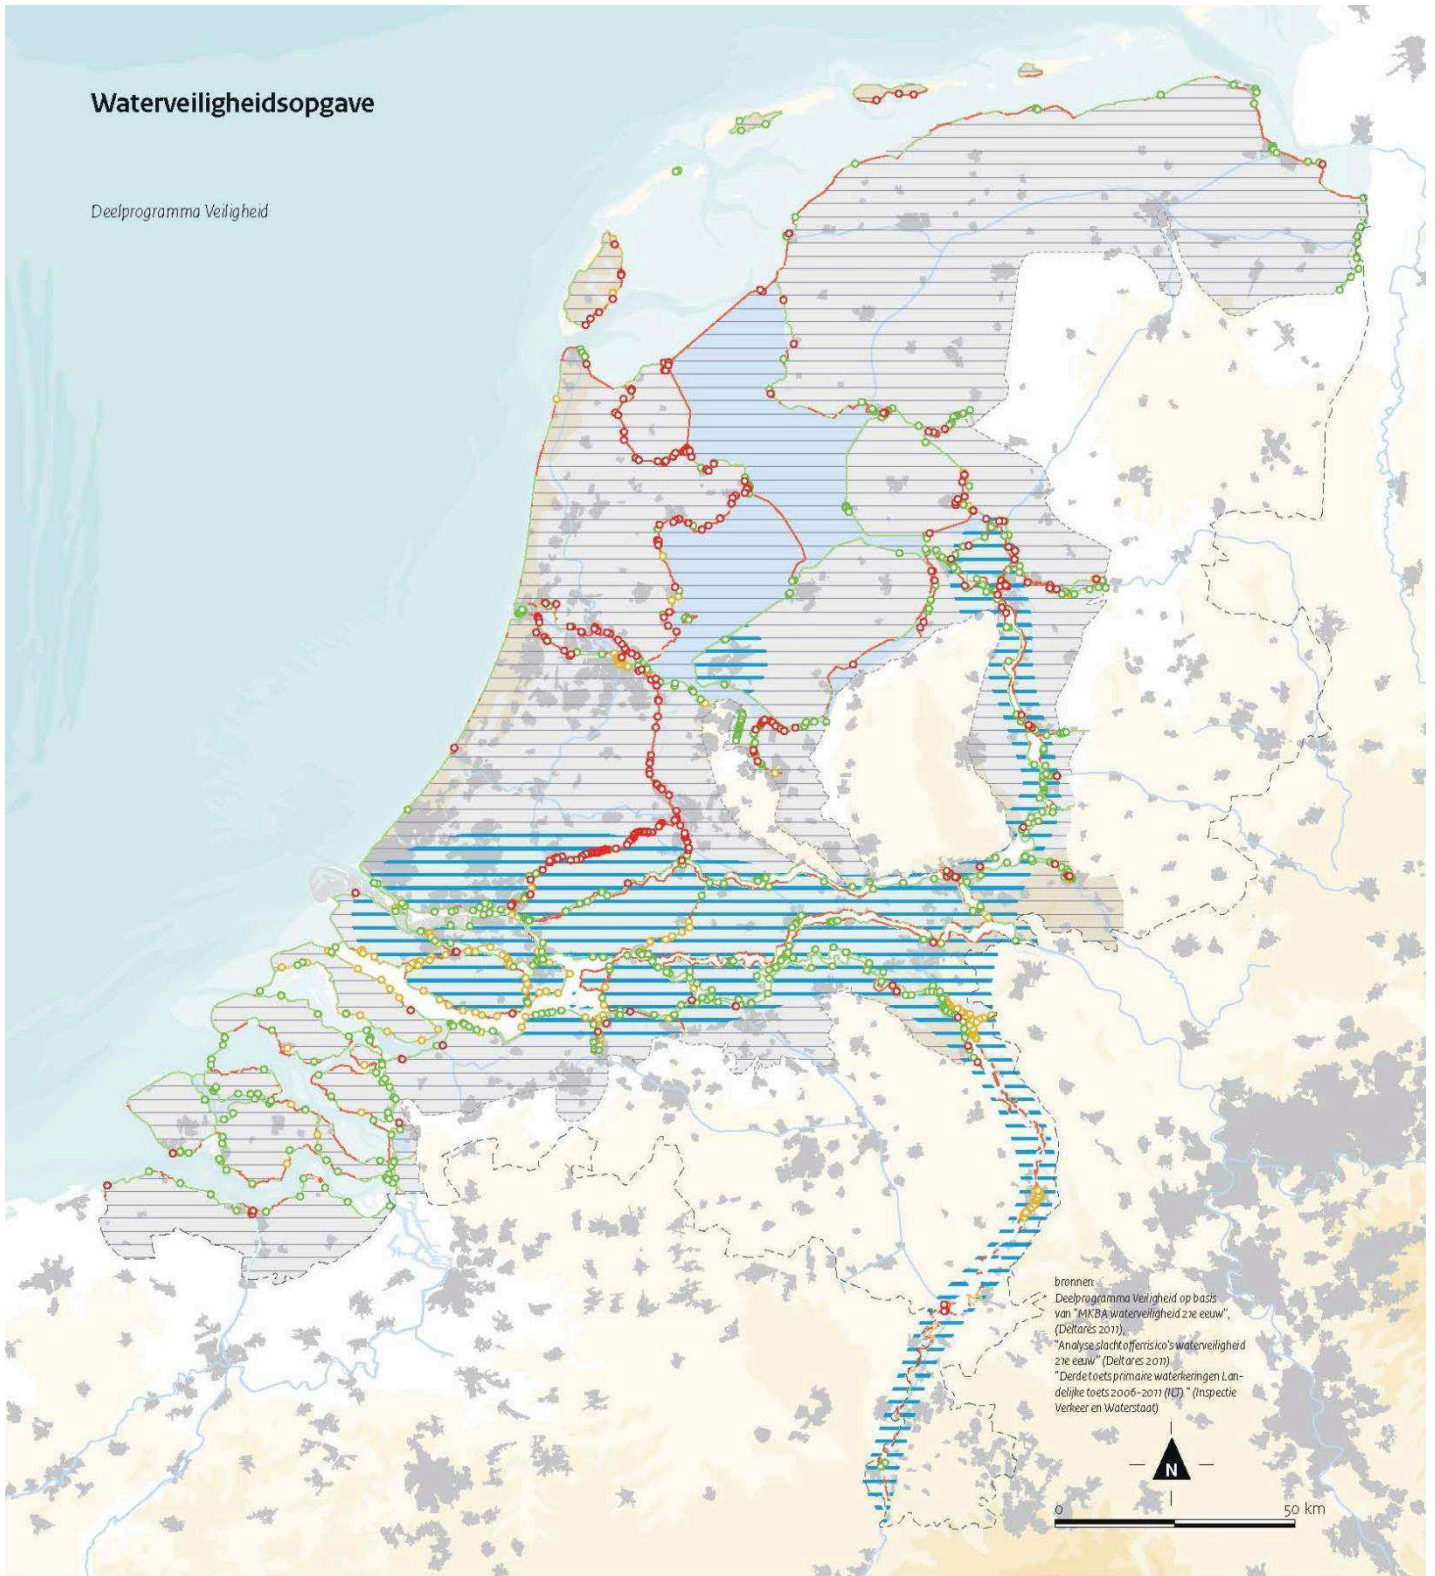 Waterveiligheidsopgave
Deelprogramma Veiligheid
bronnen:
Deelprogramma Veiligheid op basis
van "MKBA waterveiligheid 21e eeuw",
(Deltares 2011),
"Analyse slachtofferrisico's waterveiligheid
21e eeuw" (Deltares 2011)
"Derde toets primaire waterkeringen Lan-
delijke toets 2006-2011 (ILT)." (Inspectie
Verkeer en Waterstaat)
N
0 50 km